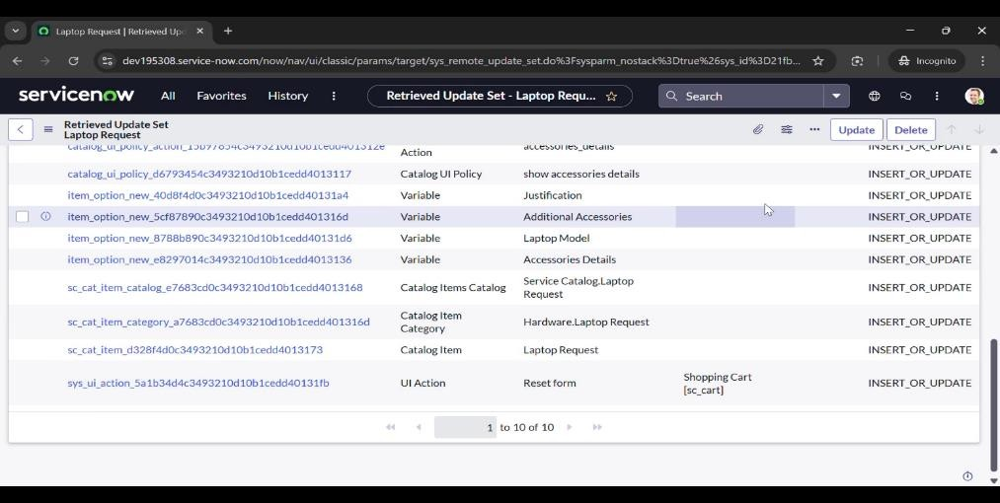 Laptop Request | Retrieved Upd
dev195308.service-now.com/now/nav/ui/classic/params/target/sys_remote_update_set.do%3Fsysparm_nostack%3Dtrue%26sys_id%3D21fb...
Incognito
servicenow All Favorites History Retrieved Update Set - Laptop Requ... Search
Retrieved Update Set
Laptop Request
Update Delete
catalog_ui_policy_action_15b97854c3493210d10b1cedd401312e Action accessories_details INSERT_OR_UPDATE
catalog_ui_policy_d6793454c3493210d10b1cedd4013117 Catalog UI Policy show accessories details INSERT_OR_UPDATE
item_option_new_40d8f4d0c3493210d10b1cedd40131a4 Variable Justification INSERT_OR_UPDATE
item_option_new_5cf87890c3493210d10b1cedd401316d Variable Additional Accessories INSERT_OR_UPDATE
item_option_new_8788b890c3493210d10b1cedd40131d6 Variable Laptop Model INSERT_OR_UPDATE
item_option_new_e8297014c3493210d10b1cedd4013136 Variable Accessories Details INSERT_OR_UPDATE
sc_cat_item_catalog_e7683cd0c3493210d10b1cedd4013168 Catalog Items Catalog Service Catalog.Laptop Request INSERT_OR_UPDATE
sc_cat_item_category_a7683cd0c3493210d10b1cedd401316d Catalog Item Category Hardware.Laptop Request INSERT_OR_UPDATE
sc_cat_item_d328f4d0c3493210d10b1cedd4013173 Catalog Item Laptop Request INSERT_OR_UPDATE
sys_ui_action_5a1b34d4c3493210d10b1cedd40131fb UI Action Reset form Shopping Cart [sc_cart] INSERT_OR_UPDATE
1 to 10 of 10